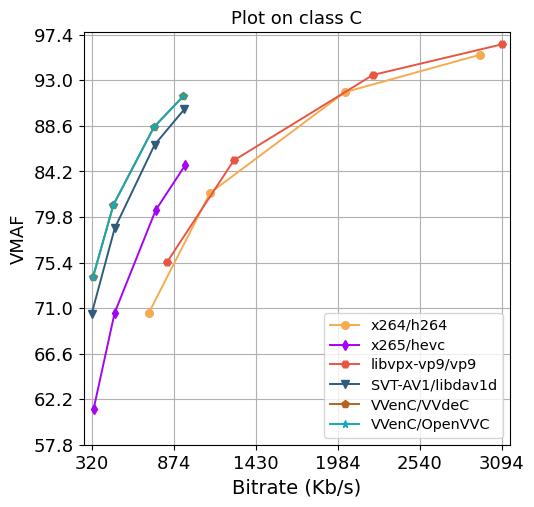 Plot on class C
97.4
93.0
88.6
84.2
79.8
75.4
71.0
66.6
62.2
57.8
VMAF
x264/h264
x265/hevc
libvpx-vp9/vp9
SVT-AV1/libdav1d
VVenC/VVdeC
VVenC/OpenVVC
320 874 1430 1984 2540 3094
Bitrate (Kb/s)